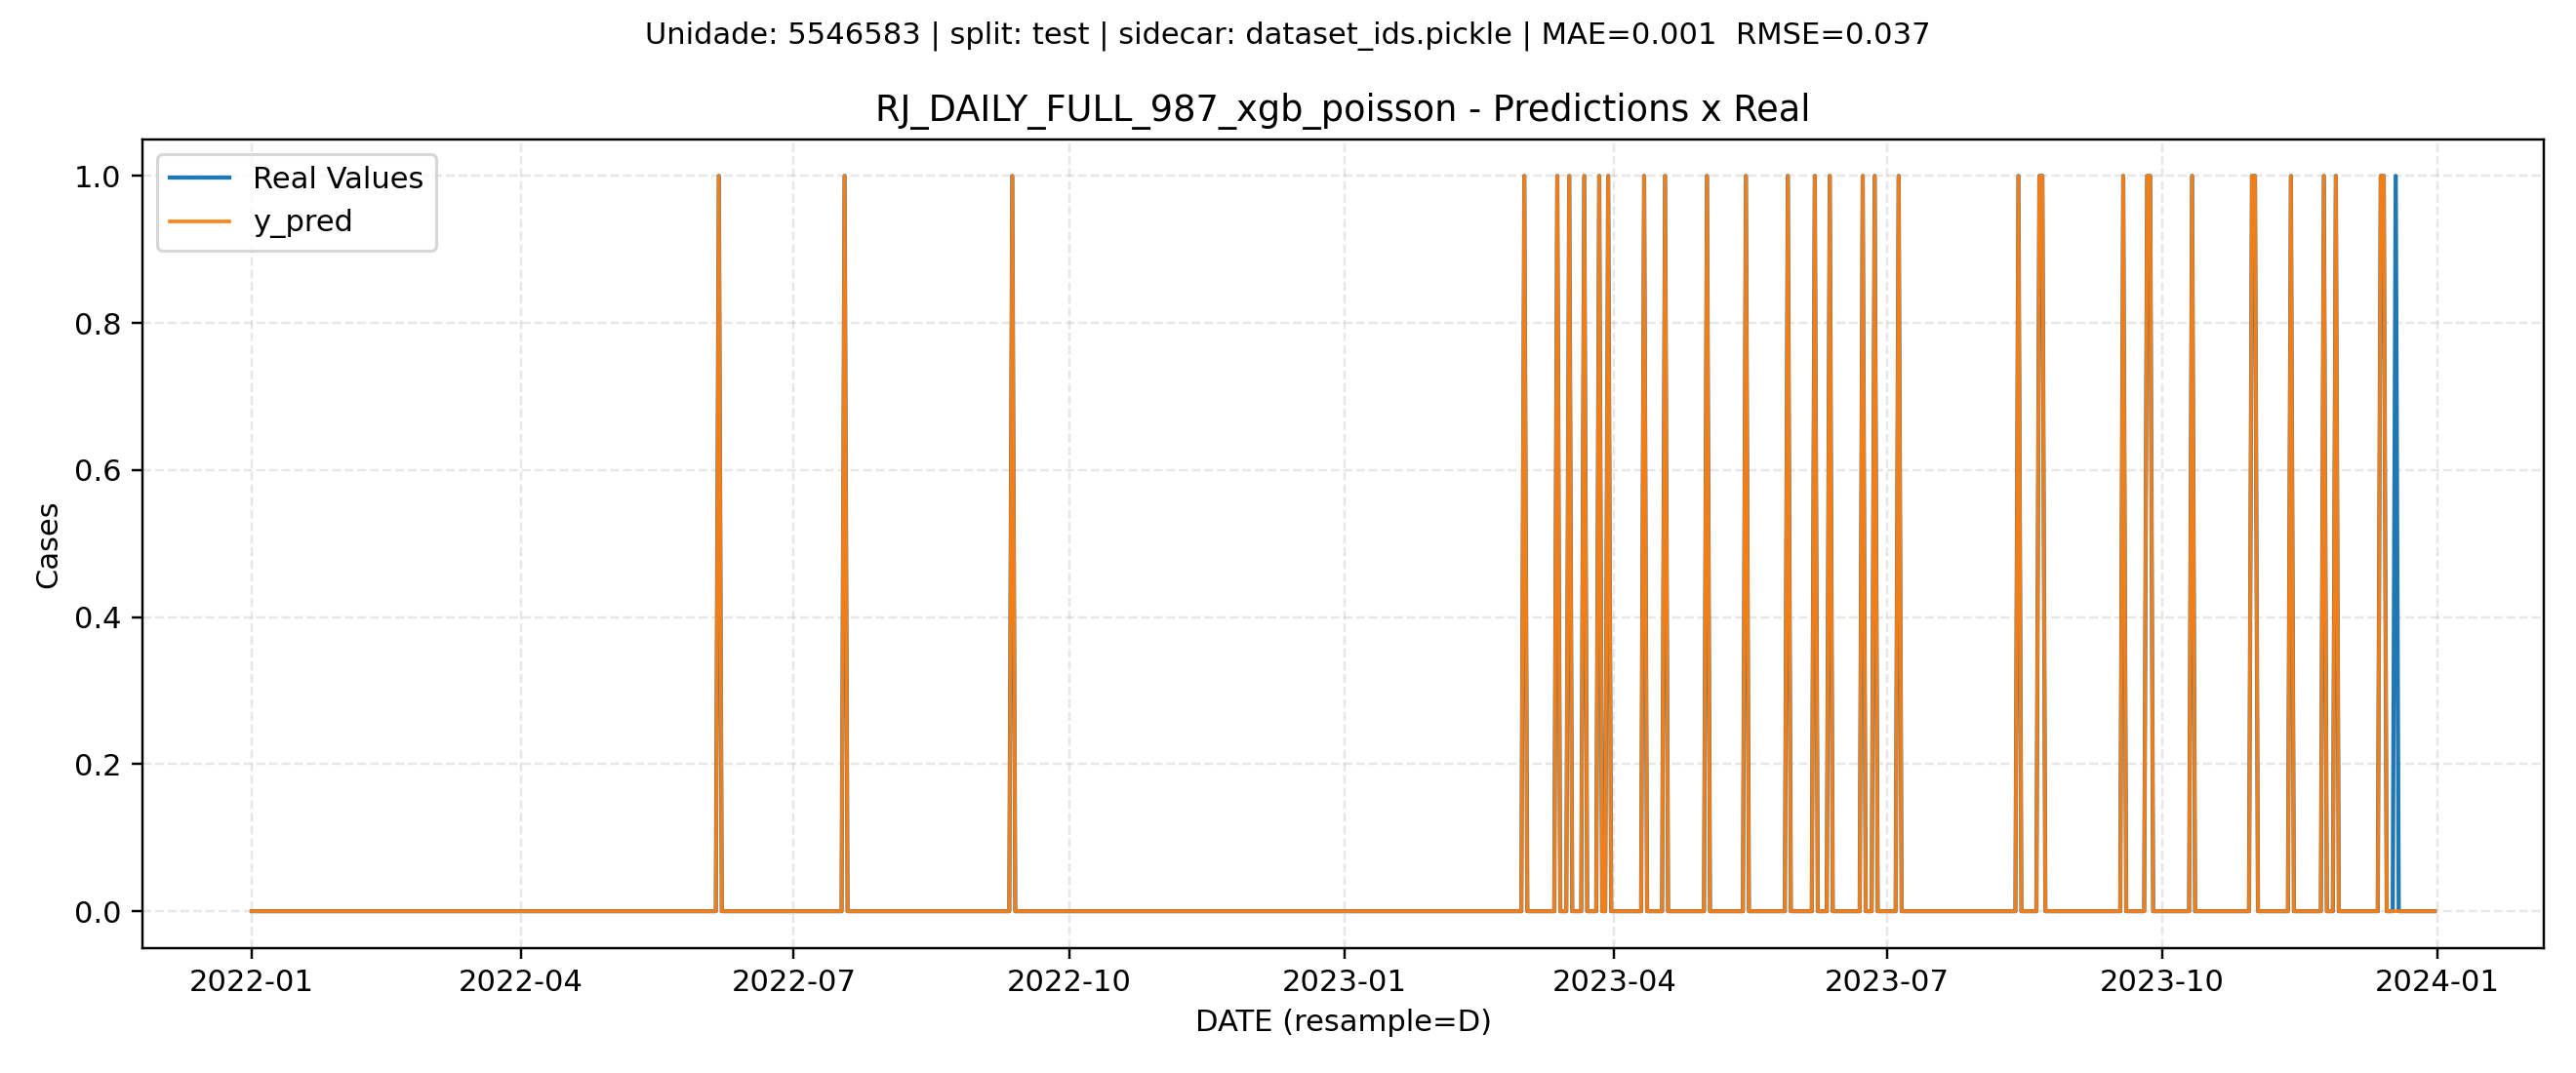 Unidade: 5546583 | split: test | sidecar: dataset_ids.pickle | MAE=0.001  RMSE=0.037
RJ_DAILY_FULL_987_xgb_poisson - Predictions x Real
Real Values
y_pred
1.0
0.8
0.6
0.4
0.2
0.0
Cases
2022-01
2022-04
2022-07
2022-10
2023-01
2023-04
2023-07
2023-10
2024-01
DATE (resample=D)